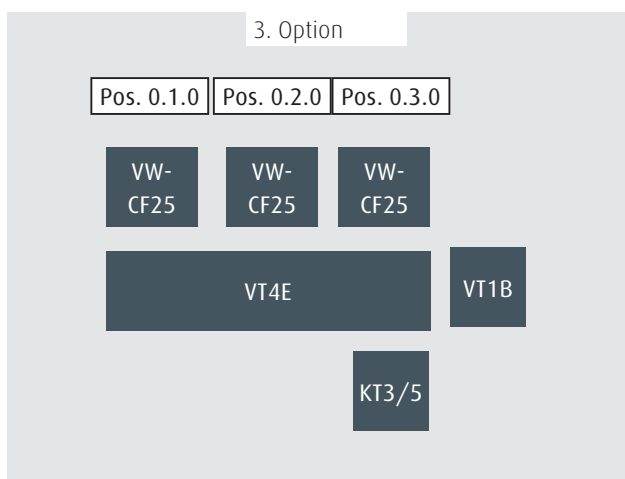 3. Option
Pos. 0.1.0 Pos. 0.2.0 Pos. 0.3.0
VW- VW- VW-
CF25 CF25 CF25
VT4E VT1B
KT3/5